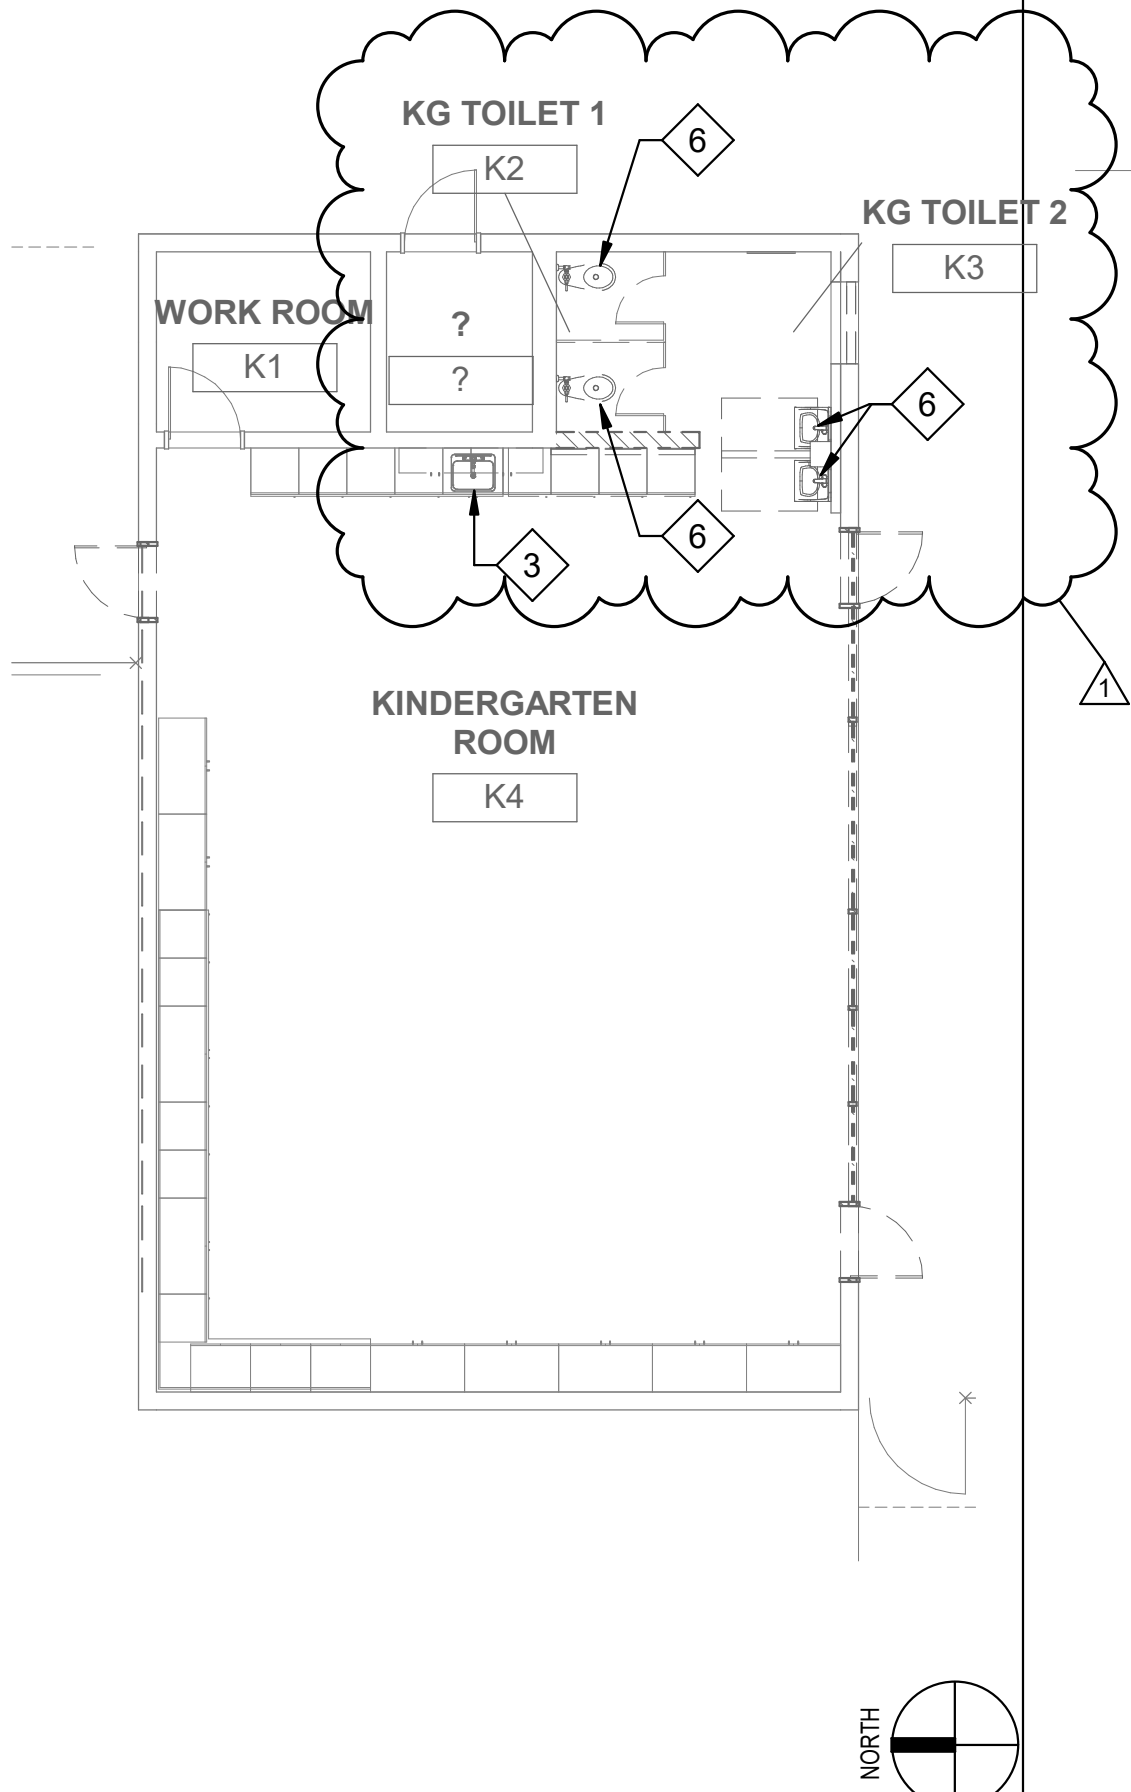 KG TOILET 1
K2
6
KG TOILET 2
K3
WORK ROOM
K1
?
?
6
6
3
KINDERGARTEN
ROOM
K4
1
NORTH